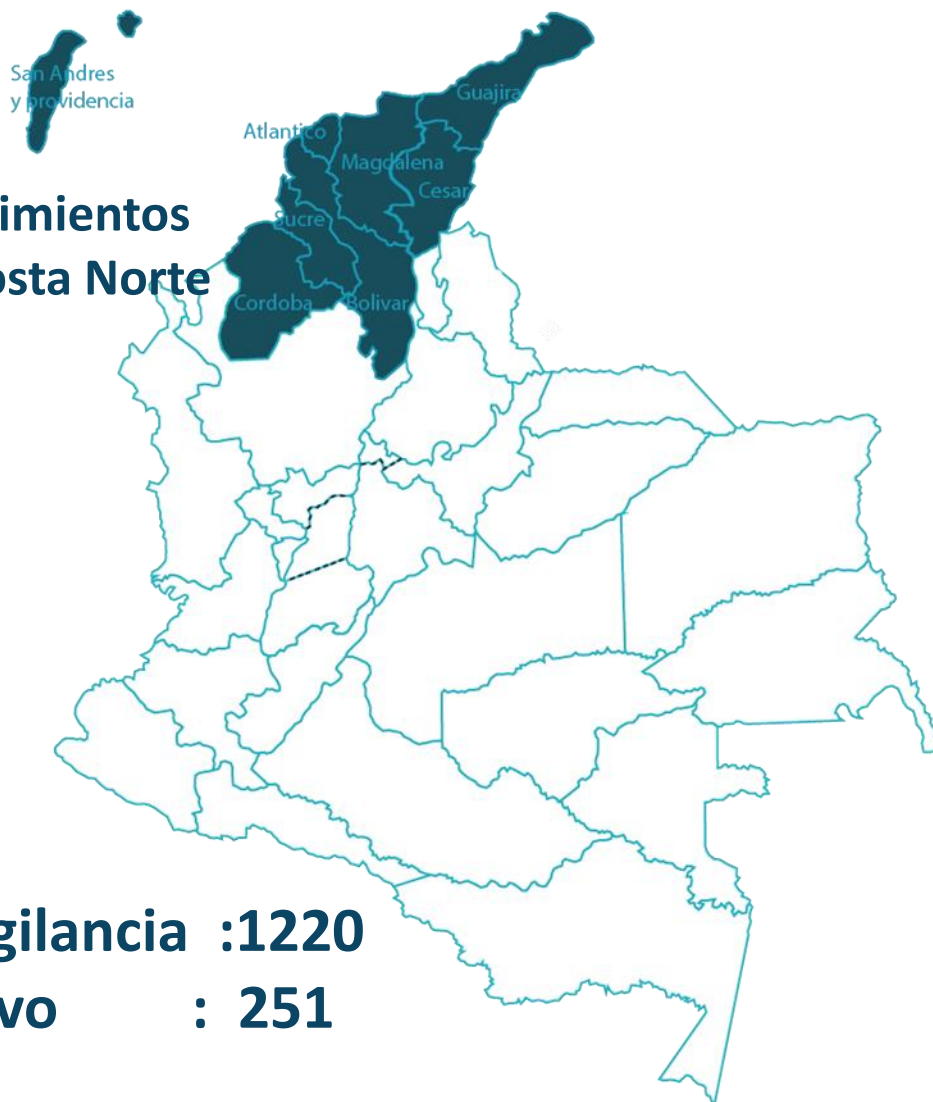 San Andres
y providencia
Guajira
Atlantico
Magdalena
Cesar
imientos
Sucre
osta Norte
Cordoba
Bolivar
gilancia :1220
vo : 251